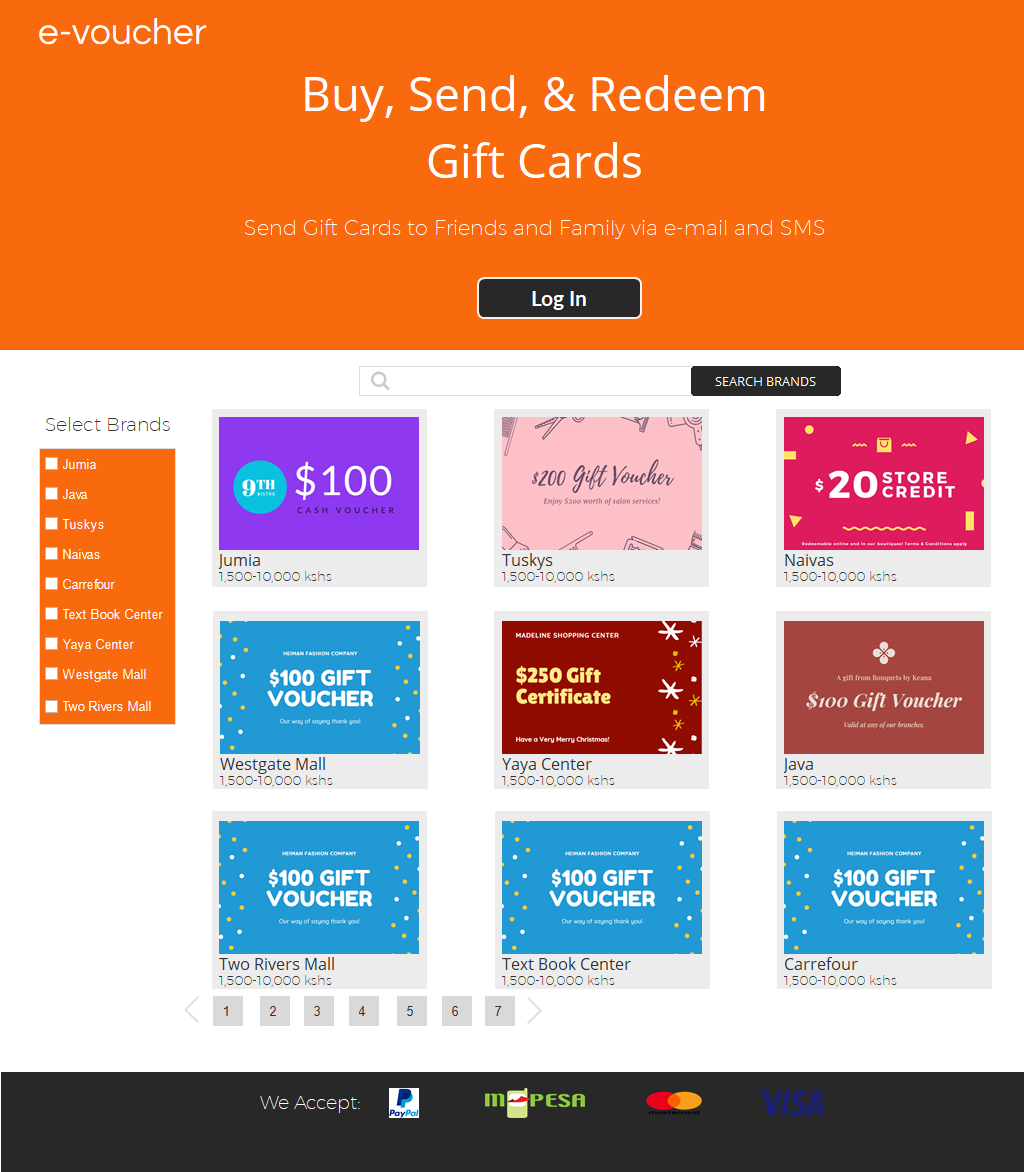 e-voucher
Buy, Send, & Redeem
Gift Cards
Send Gift Cards to Friends and Family via e-mail and SMS
Log In
SEARCH BRANDS
Select Brands
Jumia
Java
Tuskys
Naivas
Carrefour
Text Book Center
Yaya Center
Westgate Mall
Two Rivers Mall
9TH
BISTRO
$100
CASH VOUCHER
Jumia
1,500-10,000 kshs
$200 Gift Voucher
Enjoy $200 worth of salon services!
Tuskys
1,500-10,000 kshs
$20 STORE
CREDIT
Redeemable online and in our boutiques! Terms & Conditions apply
Naivas
1,500-10,000 kshs
HEIMAN FASHION COMPANY
$100 GIFT
VOUCHER
Our way of saying thank you!
Westgate Mall
1,500-10,000 kshs
MADELINE SHOPPING CENTER
$250 Gift
Certificate
Have a Very Merry Christmas!
Yaya Center
1,500-10,000 kshs
A gift from Bouquets by Keana
$100 Gift Voucher
Valid at any of our branches.
Java
1,500-10,000 kshs
HEIMAN FASHION COMPANY
$100 GIFT
VOUCHER
Our way of saying thank you!
Two Rivers Mall
1,500-10,000 kshs
HEIMAN FASHION COMPANY
$100 GIFT
VOUCHER
Our way of saying thank you!
Text Book Center
1,500-10,000 kshs
HEIMAN FASHION COMPANY
$100 GIFT
VOUCHER
Our way of saying thank you!
Carrefour
1,500-10,000 kshs
1 2 3 4 5 6 7
We Accept: PayPal M-PESA mastercard. VISA